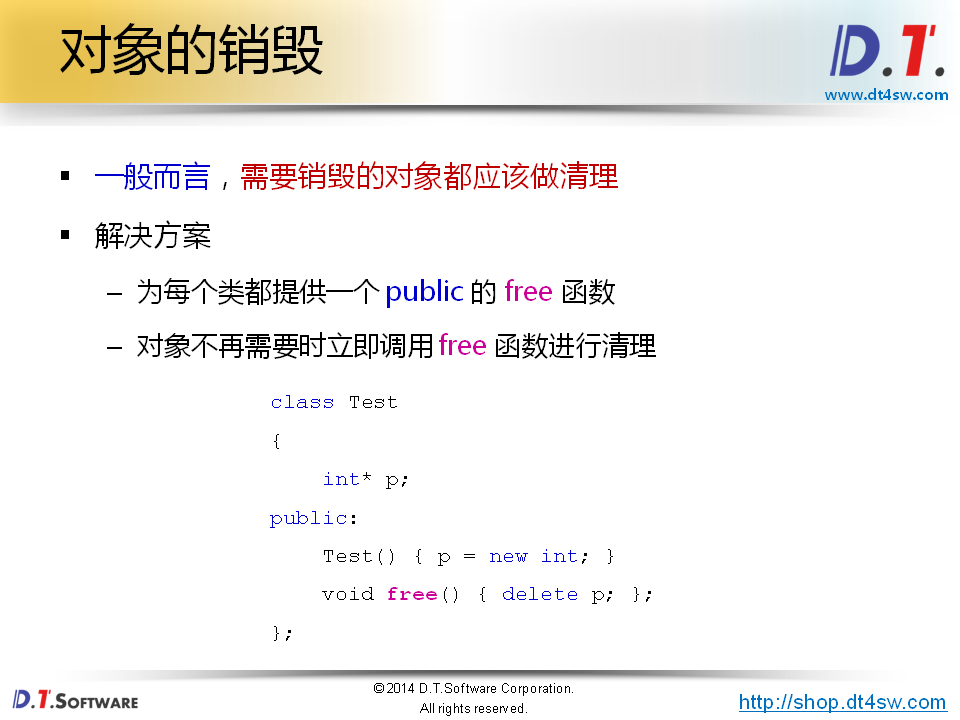 对象的销毁
D.T.
www.dt4sw.com
▪ 一般而言，需要销毁的对象都应该做清理
▪ 解决方案
– 为每个类都提供一个 public 的 free 函数
– 对象不再需要时立即调用 free 函数进行清理
class Test
{
int* p;
public:
Test() { p = new int; }
void free() { delete p; };
};
D.T.SOFTWARE
©2014 D.T.Software Corporation.
All rights reserved.
http://shop.dt4sw.com